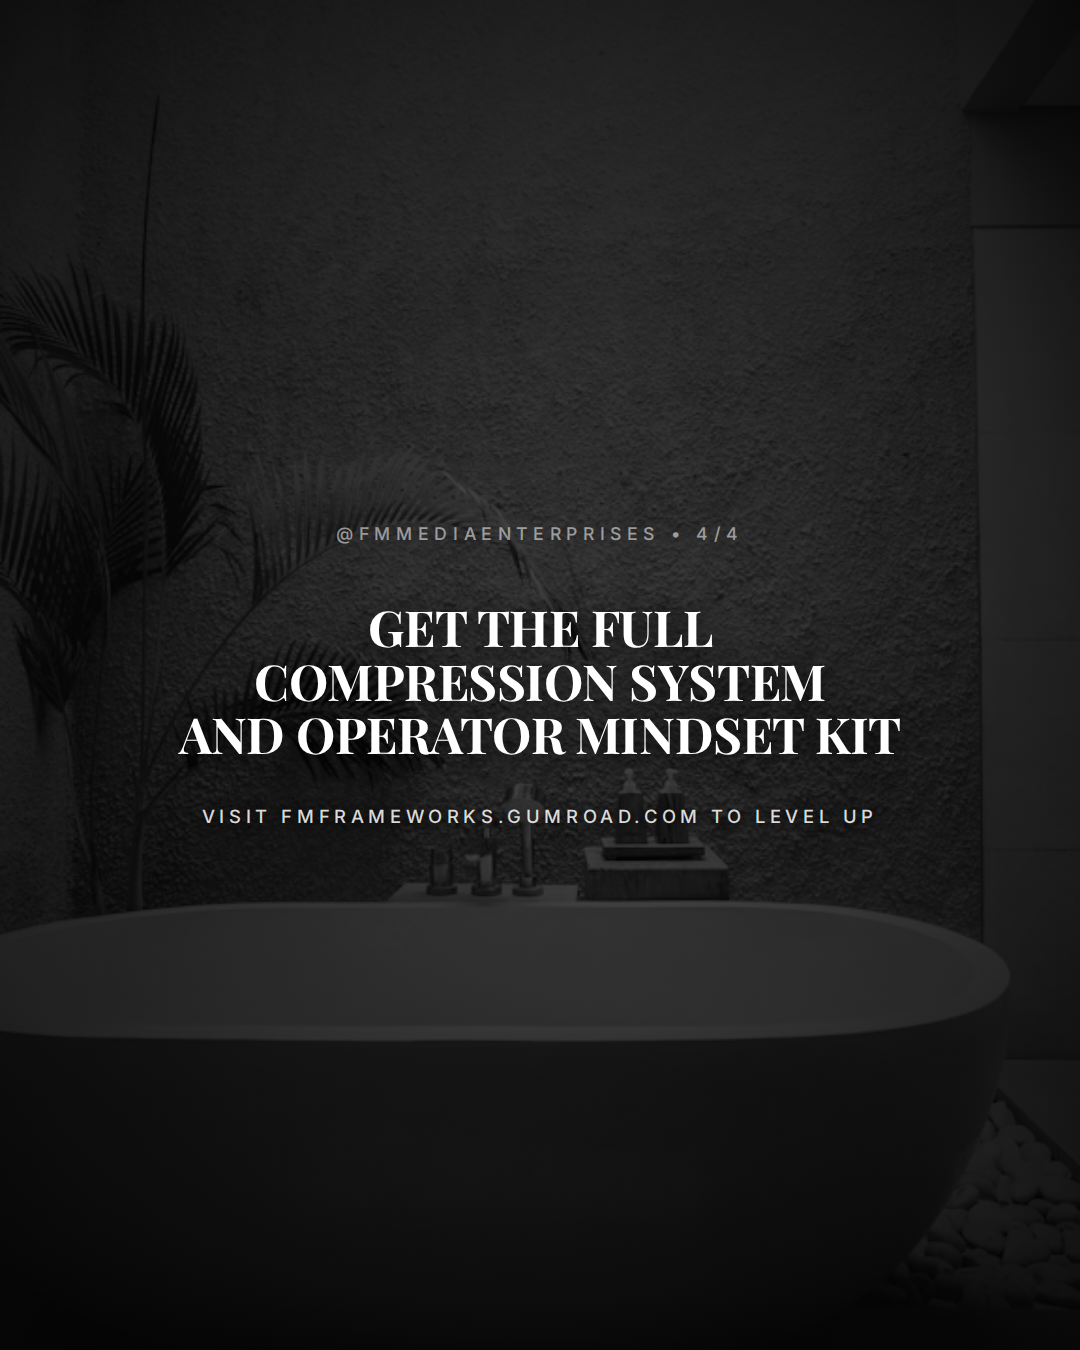 @FMMEDIAENTERPRISES • 4/4
GET THE FULL
COMPRESSION SYSTEM
AND OPERATOR MINDSET KIT
VISIT FMFRAMEWORKS.GUMROAD.COM TO LEVEL UP